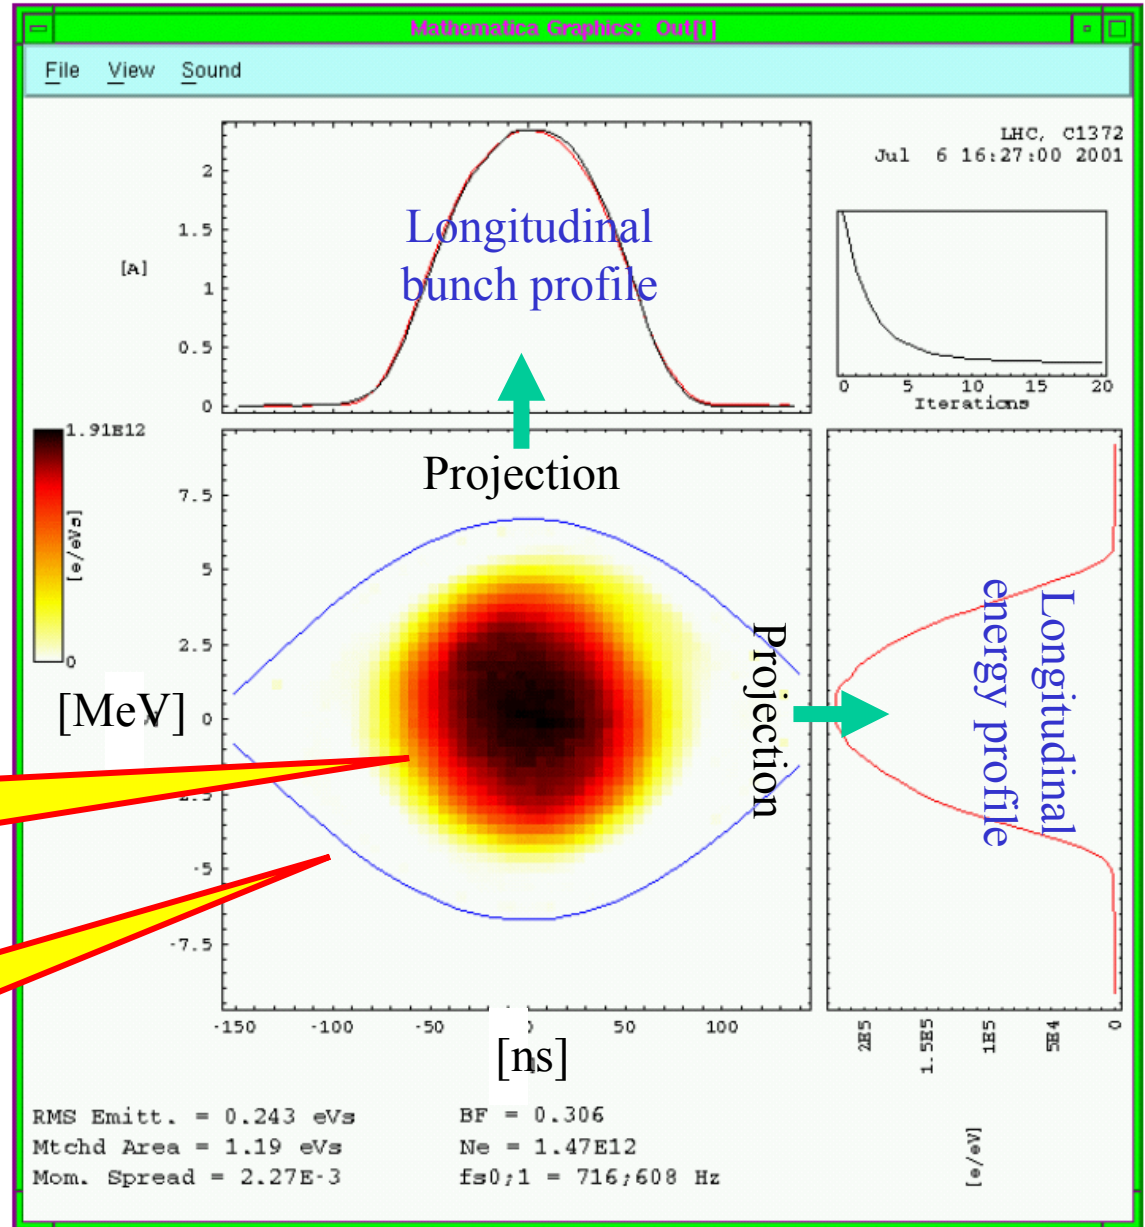 Mathematica Graphics: Out[1]
File View Sound
LHC, C1372
Jul 6 16:27:00 2001
[A]
2
1.5
1
0.5
0
Longitudinal
bunch profile
0 5 10 15 20
Iterations
1.91E12
[e/eVs]
0
Projection
7.5
5
2.5
0
-5
-7.5
[MeV]
Projection
Longitudinal
energy profile
-150 -100 -50 50 100
[ns]
2E5 1.5E5 1E5 5E4 0
[e/eV]
RMS Emitt. = 0.243 eVs
Mtchd Area = 1.19 eVs
Mom. Spread = 2.27E-3
BF = 0.306
Ne = 1.47E12
fs0;1 = 716;608 Hz